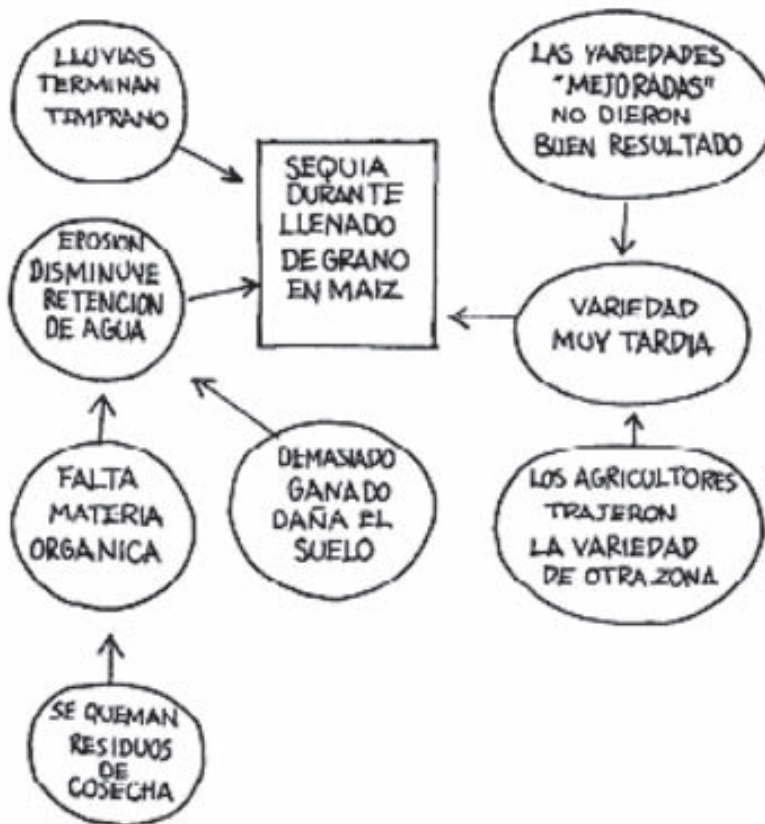 LLUVIAS
TERMINAN
TIMPRANO
LAS VARIEDADES
"MEJORADAS"
NO DIERON
BUEN RESULTADO
SEQUIA
DURANTE
LLENADO
DE GRANO
EN MAIZ
EROSION
DISMINUYE
RETENCION
DE AGUA
VARIEDAD
MUY TARDIA
FALTA
MATERIA
ORGANICA
DEMASIADO
GANADO
DAÑA EL
SUELO
LOS AGRICULTORES
TRAJERON
LA VARIEDAD
DE OTRA ZONA
SE QUEMAN
RESIDUOS
DE
COSECHA